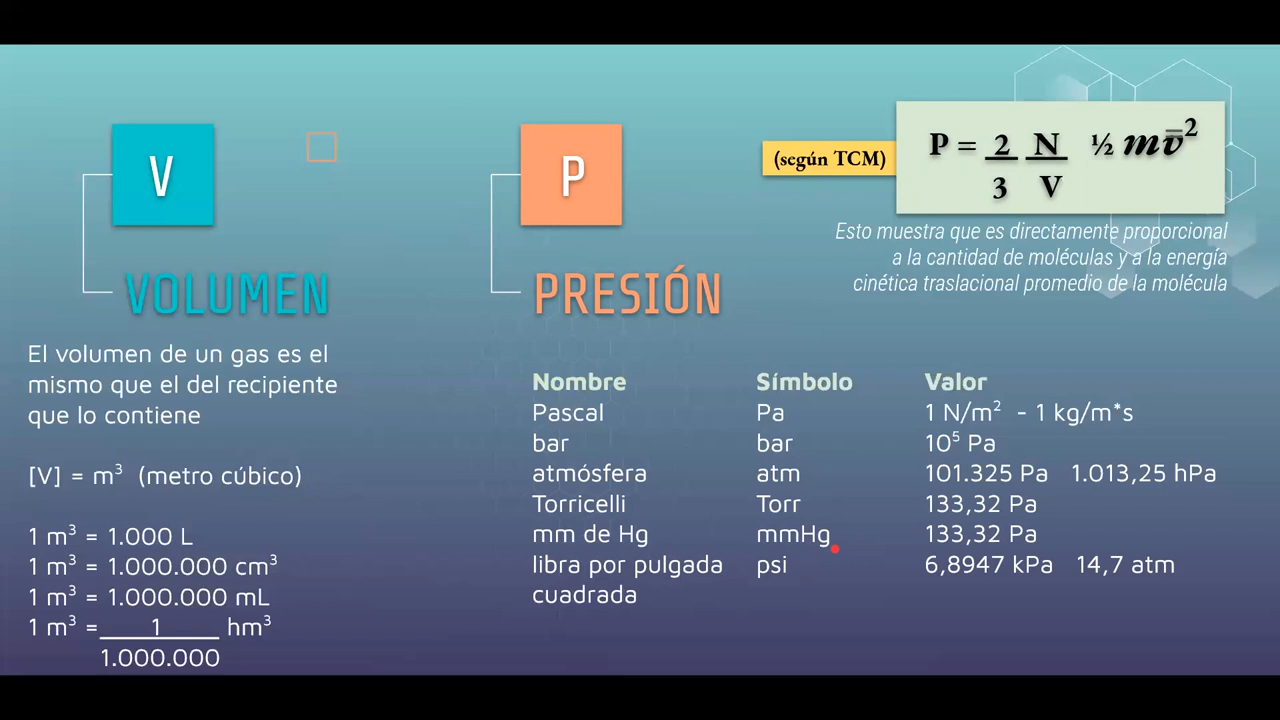 V
VOLUMEN
El volumen de un gas es el
mismo que el del recipiente
que lo contiene
[V] = m³ (metro cúbico)
1 m³ = 1.000 L
1 m³ = 1.000.000 cm³
1 m³ = 1.000.000 mL
1 m³ = 1 hm³
1.000.000
P
PRESIÓN
(según TCM)
P = 2 N ½ mv̿²
3 V
Esto muestra que es directamente proporcional
a la cantidad de moléculas y a la energía
cinética traslacional promedio de la molécula
Nombre Símbolo Valor
Pascal Pa 1 N/m² - 1 kg/m*s
bar bar 10⁵ Pa
atmósfera atm 101.325 Pa 1.013,25 hPa
Torricelli Torr 133,32 Pa
mm de Hg mmHg 133,32 Pa
libra por pulgada psi 6,8947 kPa 14,7 atm
cuadrada